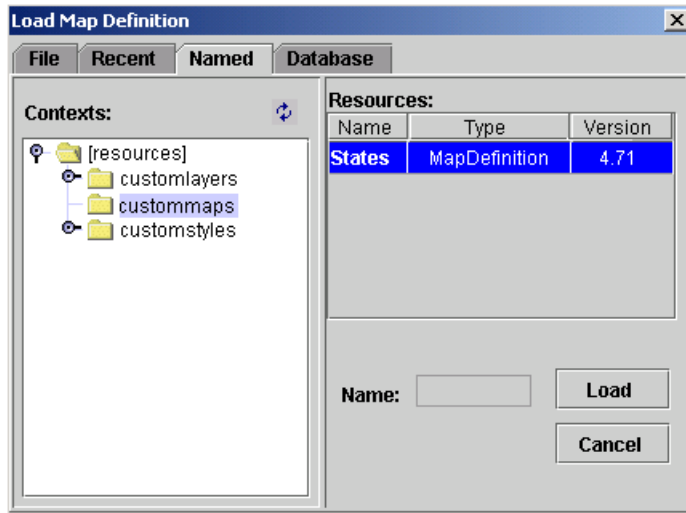 Load Map Definition
File Recent Named Database
Contexts:
[resources]
customlayers
custommaps
customstyles
Resources:
Name Type Version
States MapDefinition 4.71
Name:
Load
Cancel